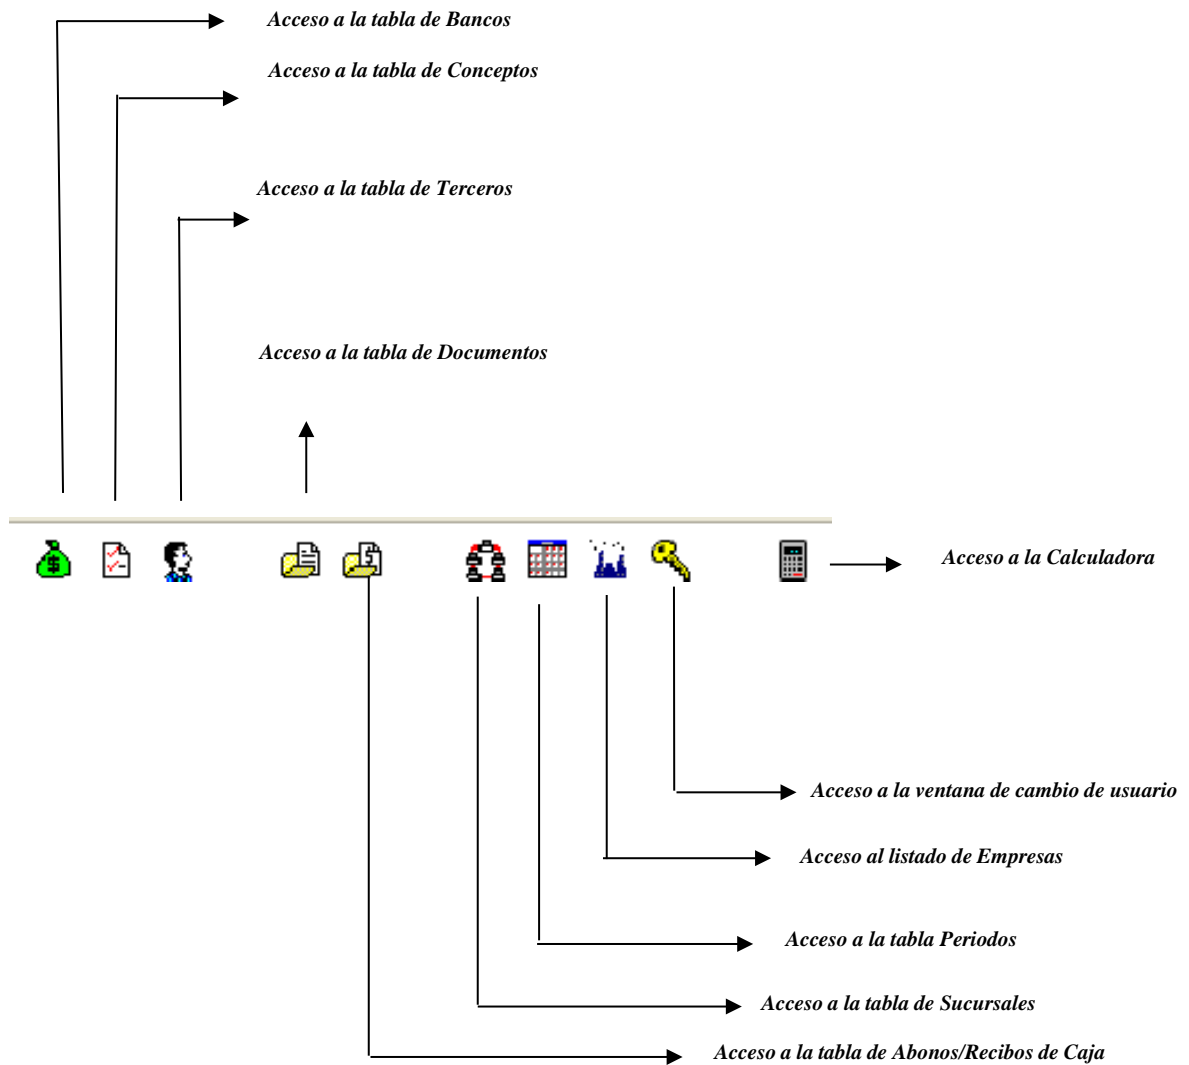 Acceso a la tabla de Bancos
Acceso a la tabla de Conceptos
Acceso a la tabla de Terceros
Acceso a la tabla de Documentos
Acceso a la Calculadora
Acceso a la ventana de cambio de usuario
Acceso al listado de Empresas
Acceso a la tabla Periodos
Acceso a la tabla de Sucursales
Acceso a la tabla de Abonos/Recibos de Caja